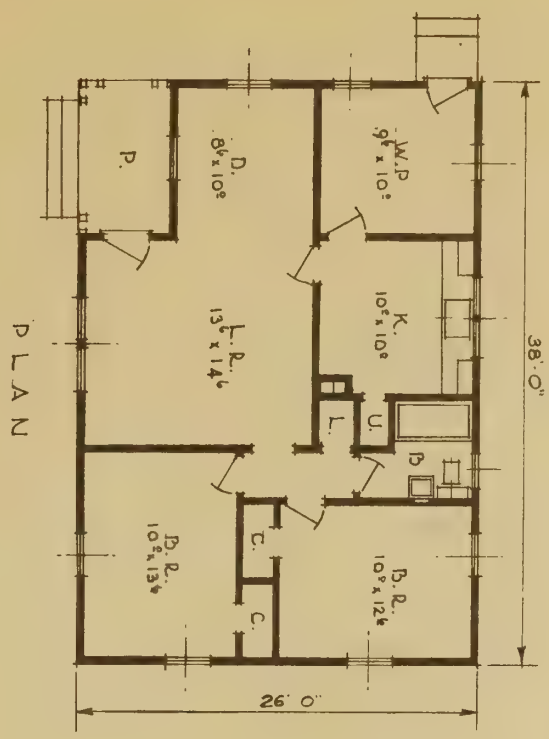 38'-0"
W.P
9⁶ x 10⁰
K.
10⁰ x 10⁰
U.
B
L.
B.R.
10⁰ x 12⁶
26'0"
D.
8⁶ x 10⁰
L.R.
13⁶ x 14⁶
C.
C.
B.R.
10⁰ x 13⁶
P.
PLAN